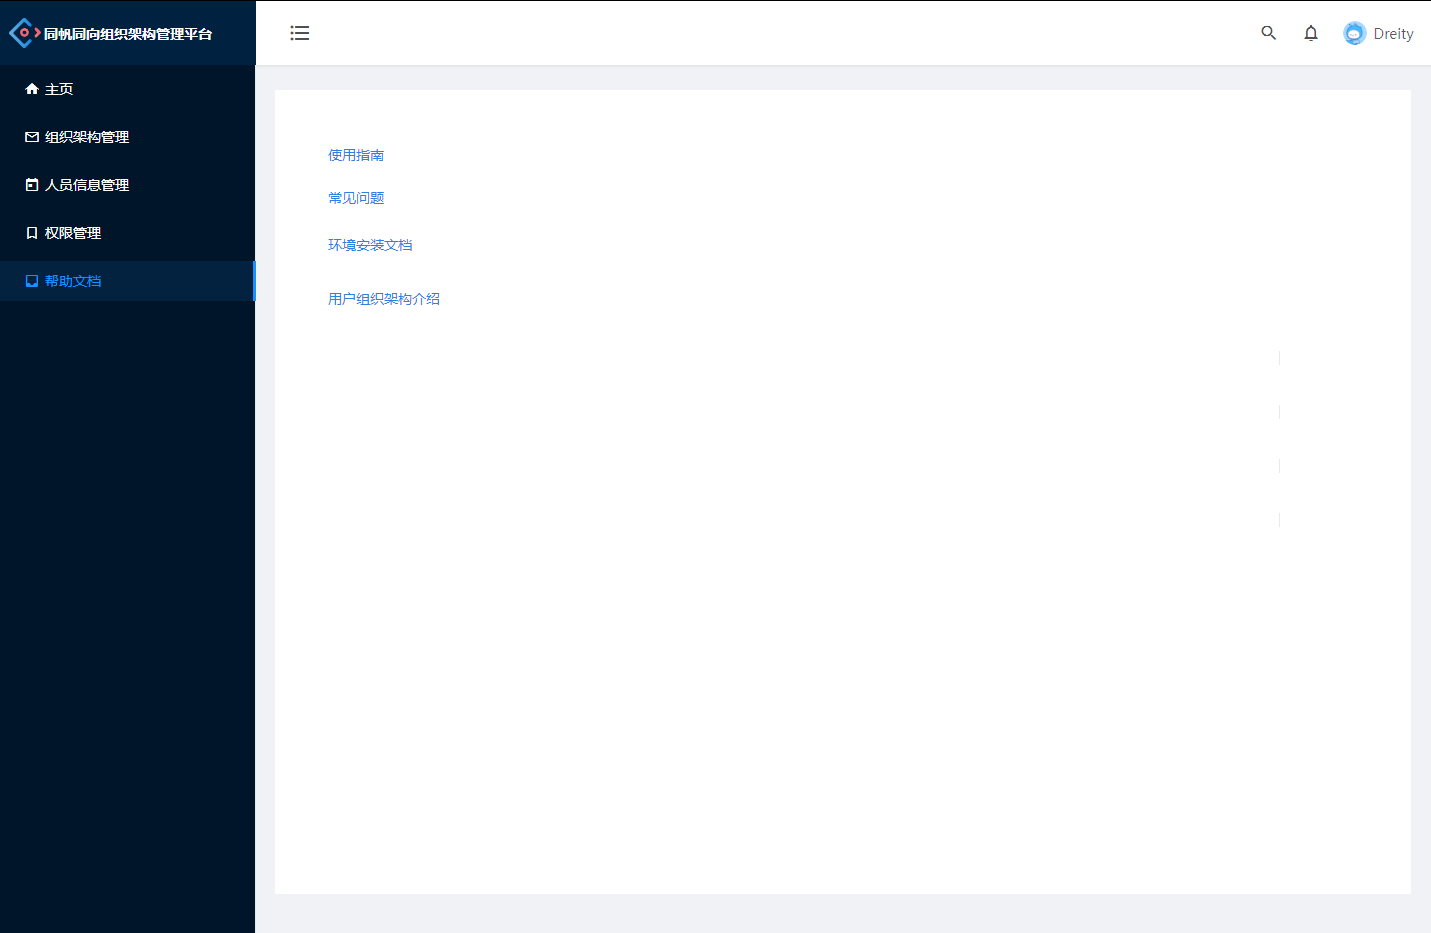 同帆同向组织架构管理平台
Dreity
主页
组织架构管理
人员信息管理
权限管理
帮助文档
使用指南
常见问题
环境安装文档
用户组织架构介绍